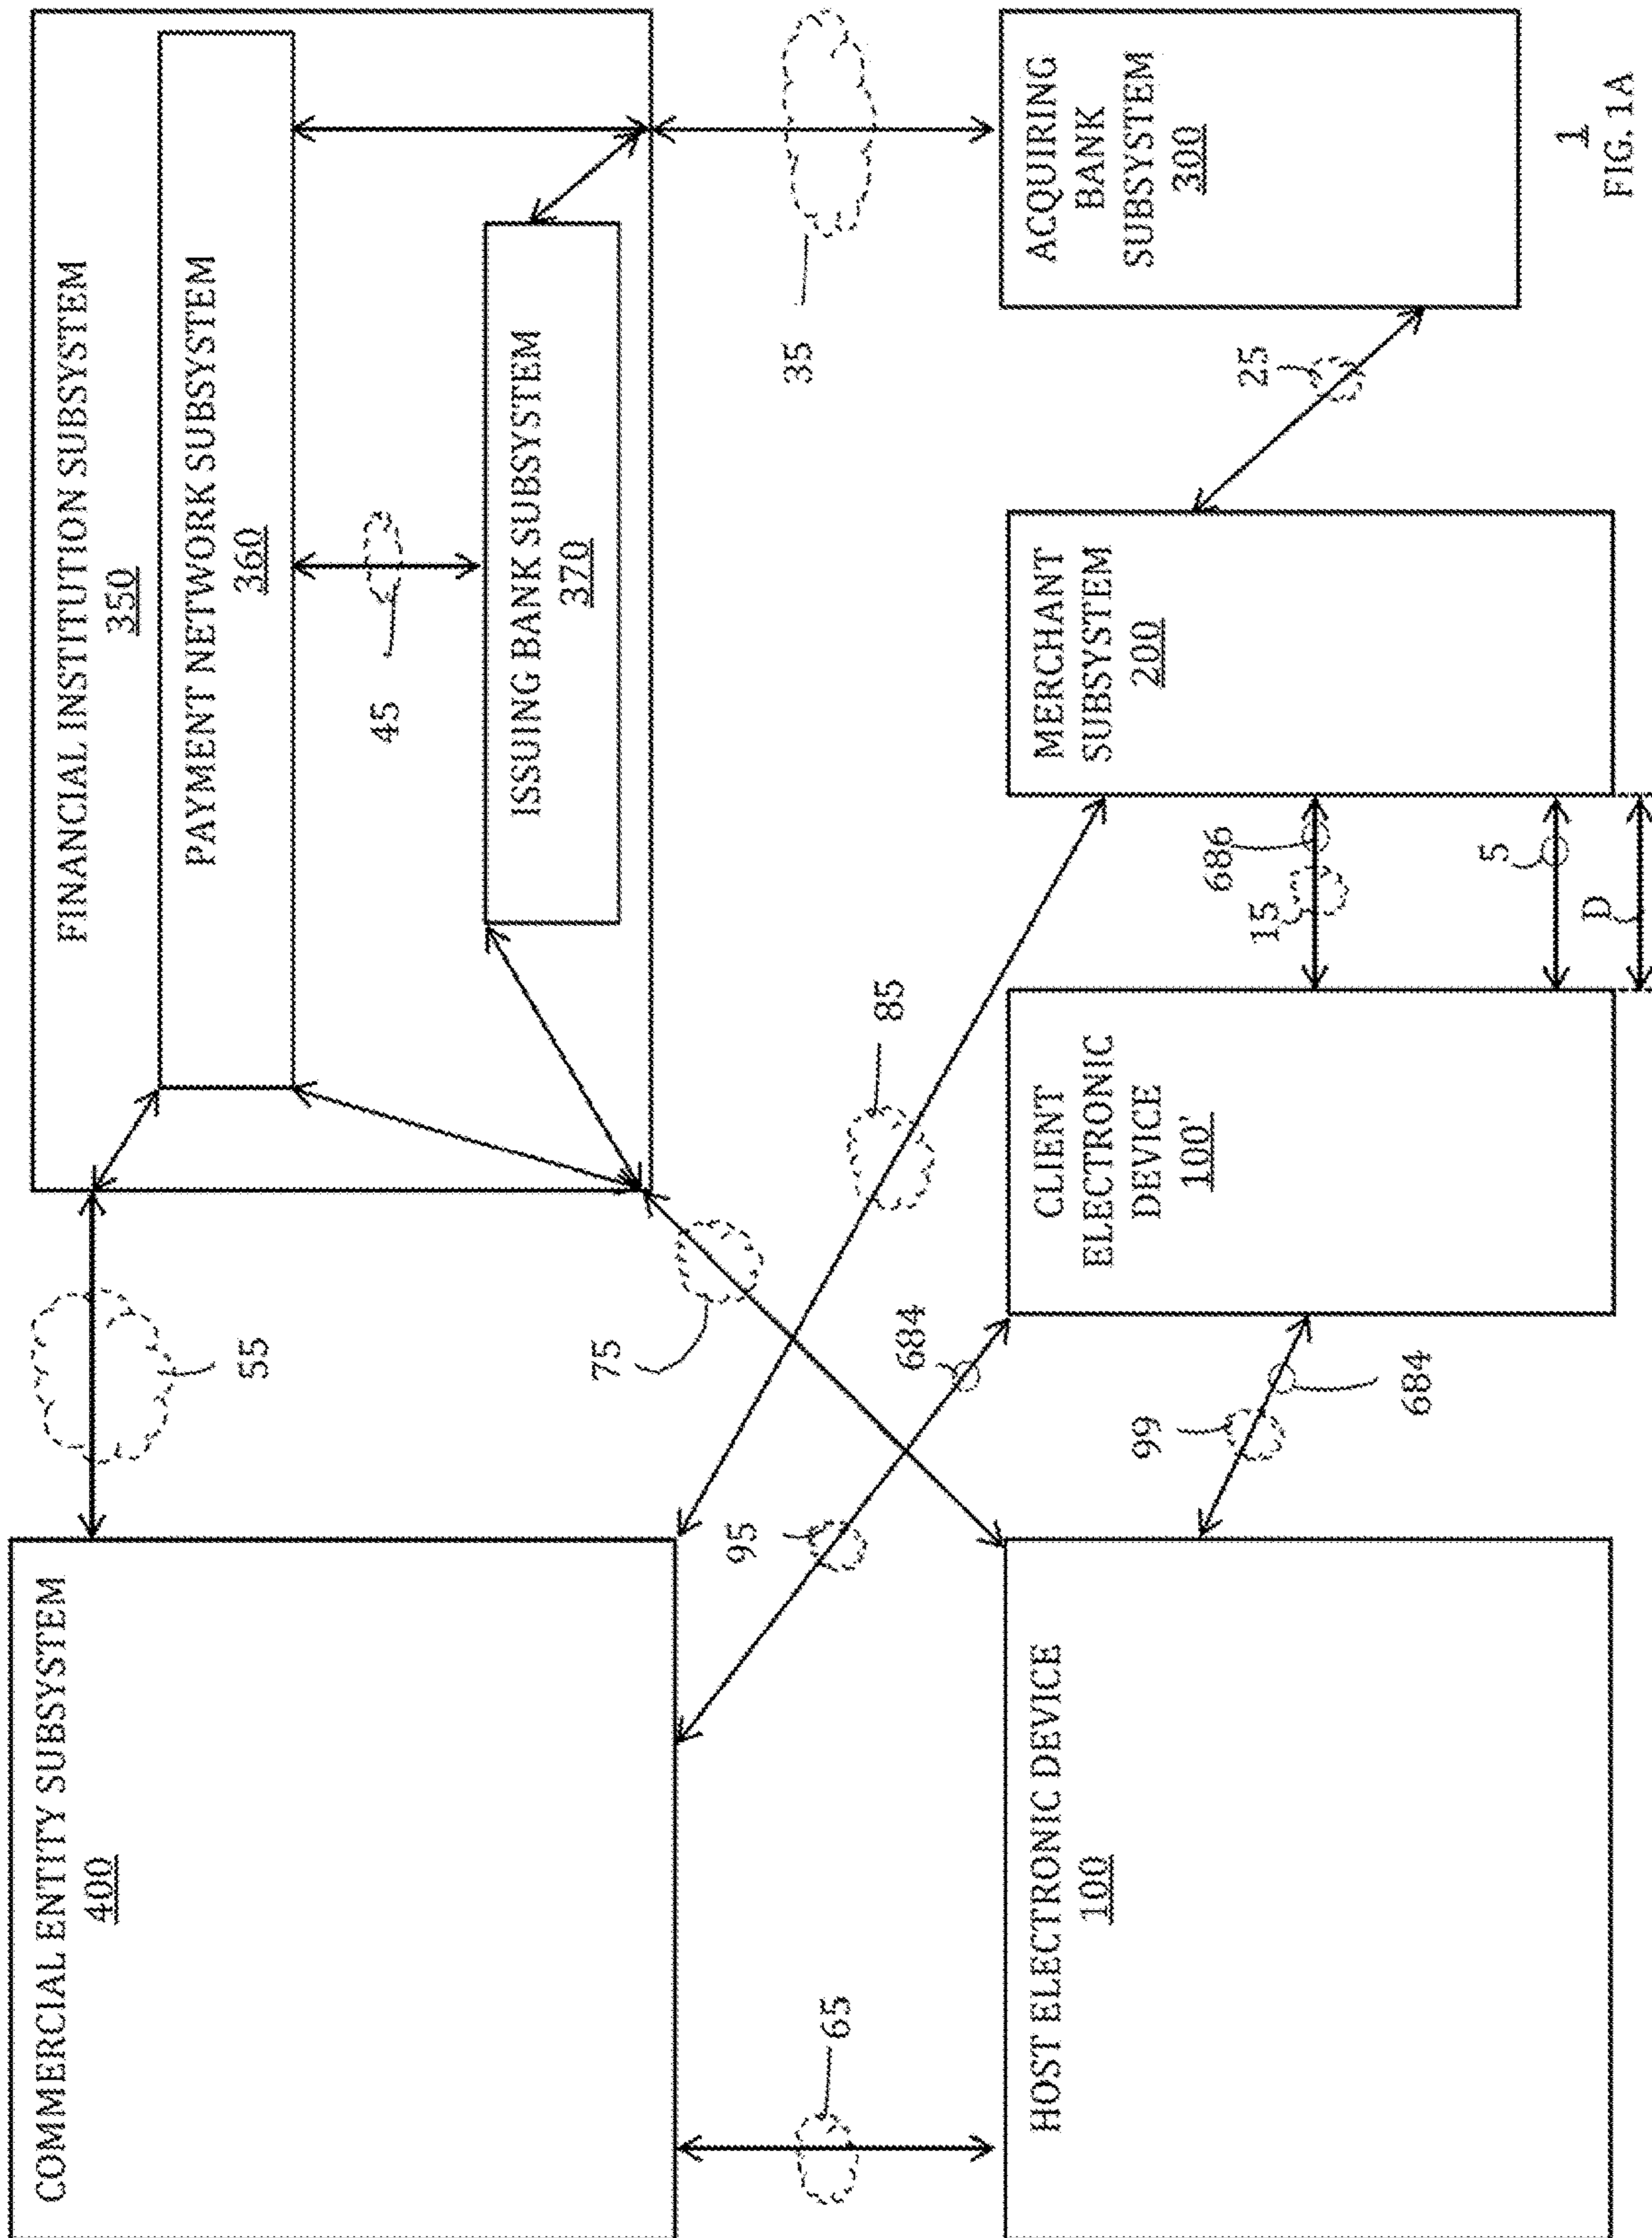 COMMERCIAL ENTITY SUBSYSTEM
400
55
FINANCIAL INSTITUTION SUBSYSTEM
350
PAYMENT NETWORK SUBSYSTEM
360
45
ISSUING BANK SUBSYSTEM
370
65
75
85
35
95
684
HOST ELECTRONIC DEVICE
100
99
684
CLIENT
ELECTRONIC
DEVICE
100'
686
15
5
D
MERCHANT
SUBSYSTEM
200
25
ACQUIRING
BANK
SUBSYSTEM
300
1
FIG. 1A